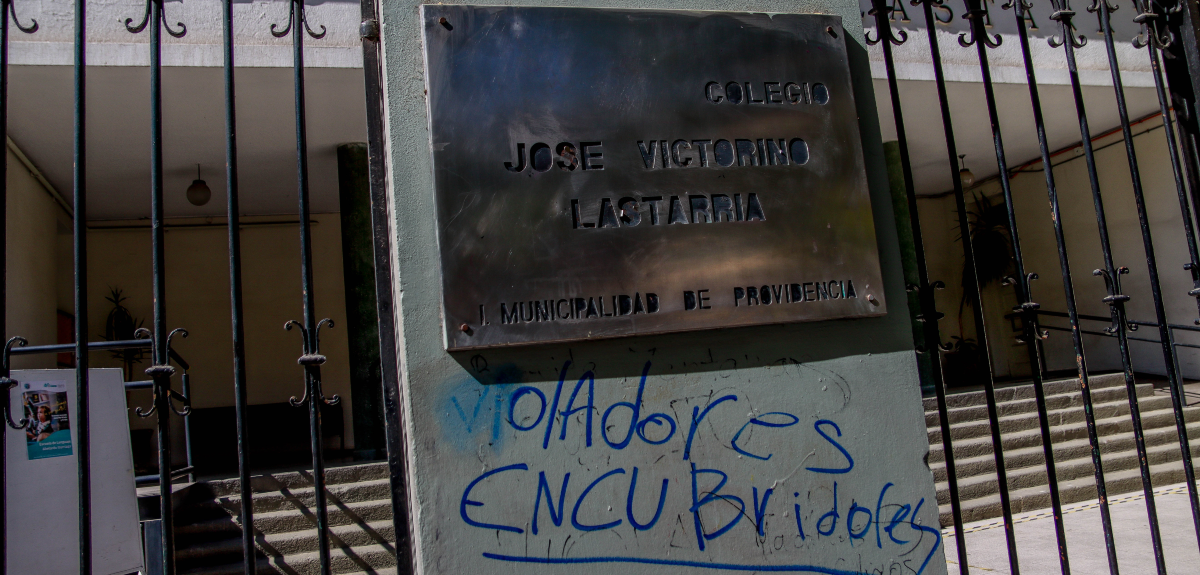 COLEGIO
JOSE VICTORINO
LASTARRIA
I. MUNICIPALIDAD DE PROVIDENCIA
VIolAdores
ENCUBridores